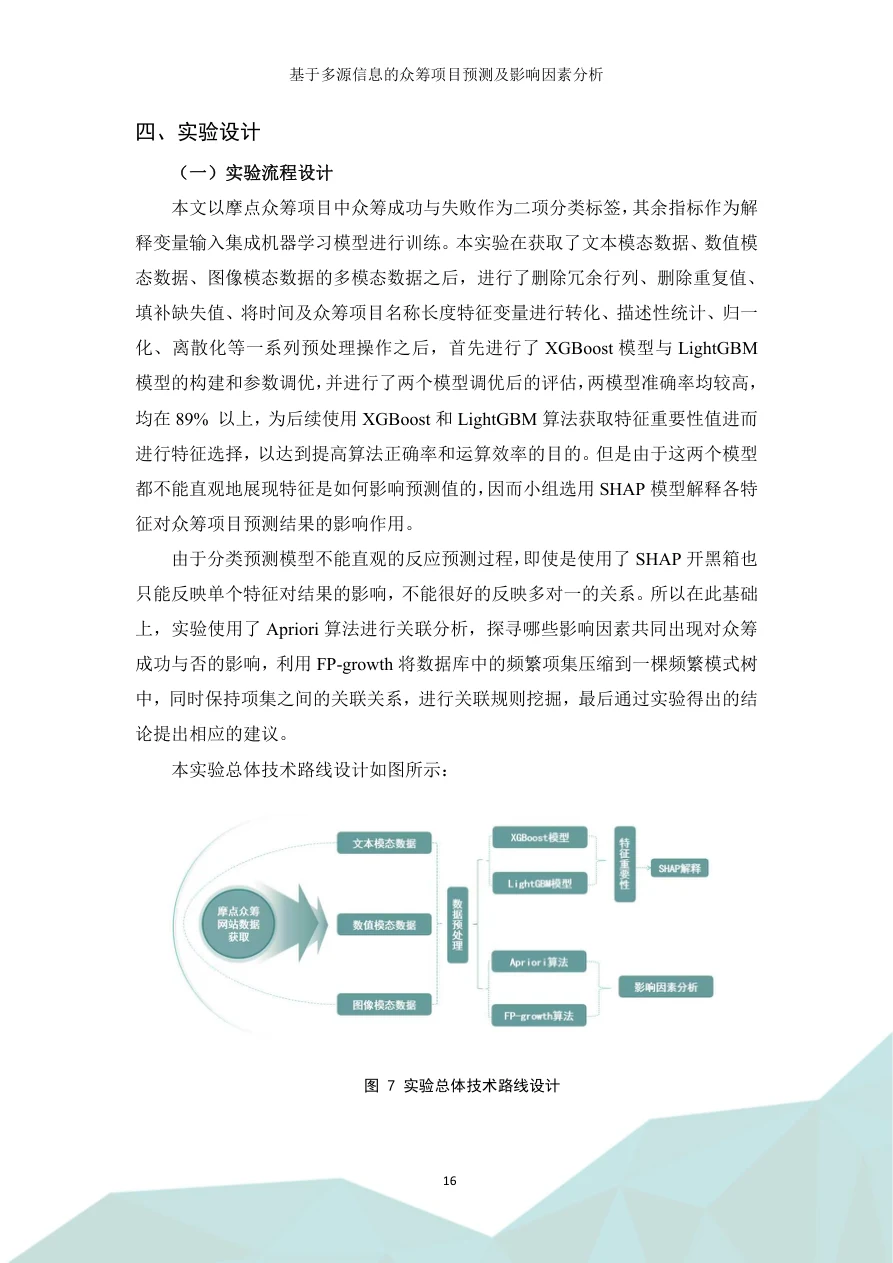 基于多源信息的众筹项目预测及影响因素分析
四、实验设计
（一）实验流程设计
本文以摩点众筹项目中众筹成功与失败作为二项分类标签，其余指标作为解
释变量输入集成机器学习模型进行训练。本实验在获取了文本模态数据、数值模
态数据、图像模态数据的多模态数据之后，进行了删除冗余行列、删除重复值、
填补缺失值、将时间及众筹项目名称长度特征变量进行转化、描述性统计、归一
化、离散化等一系列预处理操作之后，首先进行了 XGBoost 模型与 LightGBM
模型的构建和参数调优，并进行了两个模型调优后的评估，两模型准确率均较高，
均在 89% 以上，为后续使用 XGBoost 和 LightGBM 算法获取特征重要性值进而
进行特征选择，以达到提高算法正确率和运算效率的目的。但是由于这两个模型
都不能直观地展现特征是如何影响预测值的，因而小组选用 SHAP 模型解释各特
征对众筹项目预测结果的影响作用。
由于分类预测模型不能直观的反应预测过程，即使是使用了 SHAP 开黑箱也
只能反映单个特征对结果的影响，不能很好的反映多对一的关系。所以在此基础
上，实验使用了 Apriori 算法进行关联分析，探寻哪些影响因素共同出现对众筹
成功与否的影响，利用 FP-growth 将数据库中的频繁项集压缩到一棵频繁模式树
中，同时保持项集之间的关联关系，进行关联规则挖掘，最后通过实验得出的结
论提出相应的建议。
本实验总体技术路线设计如图所示：
摩点众筹
网站数据
获取
文本模态数据
数值模态数据
图像模态数据
数据预处理
XGBoost模型
LightGBM模型
Apriori算法
FP-growth算法
特征重要性
SHAP解释
影响因素分析
图 7 实验总体技术路线设计
16